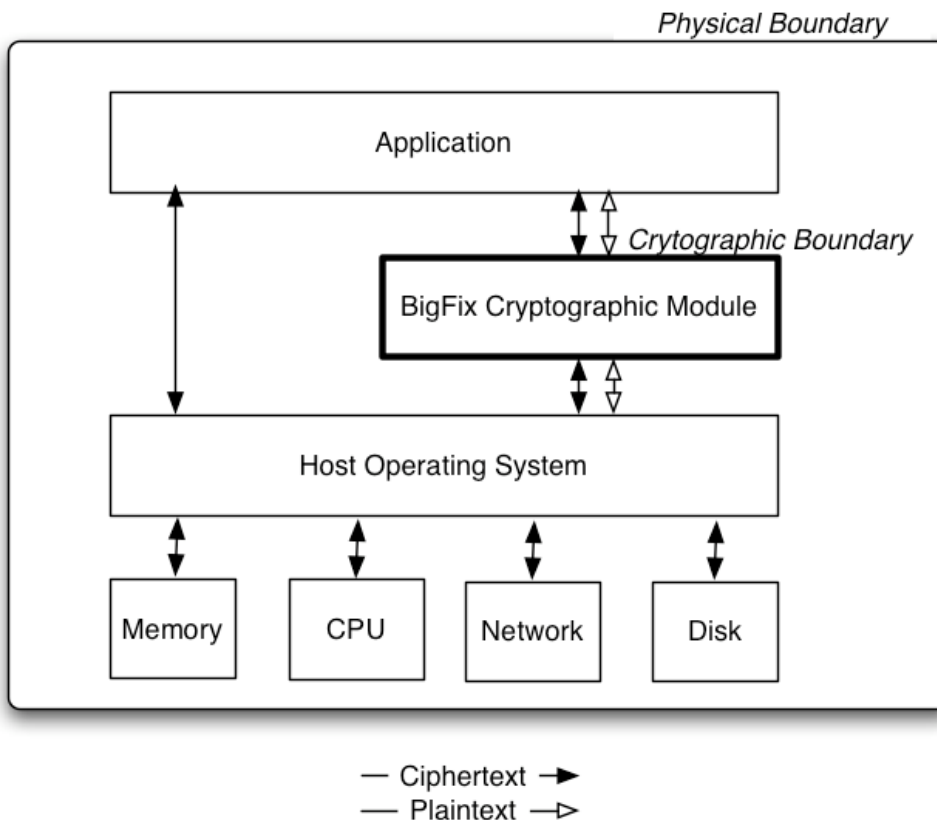 Physical Boundary
Application
Crytographic Boundary
BigFix Cryptographic Module
Host Operating System
Memory
CPU
Network
Disk
Ciphertext
Plaintext